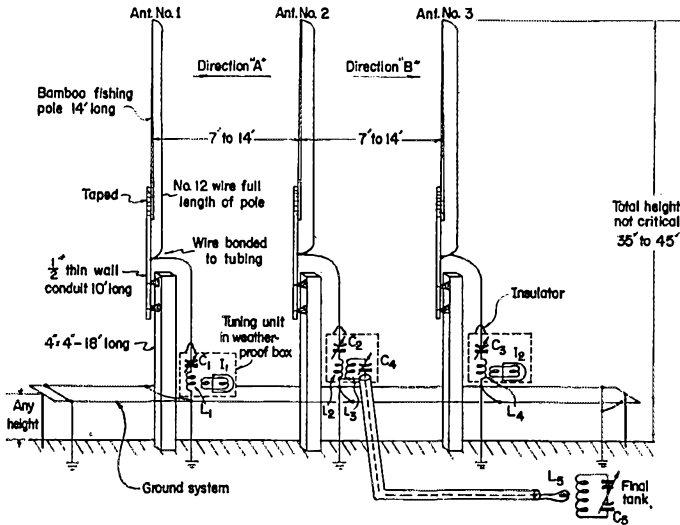 Ant. No. 1
Ant. No. 2
Ant. No. 3
Direction "A"
Direction "B"
Bamboo fishing
pole 14' long
7' to 14'
7' to 14'
Taped
No. 12 wire full
length of pole
Total height
not critical
35' to 45'
Wire bonded
to tubing
1/2" thin wall
conduit 10' long
Insulator
4" x 4" - 18' long
Tuning unit
in weather-
proof box
C1
I1
L1
C2
C4
L2
L3
C3
I2
L4
Any
height
Ground system
L5
Final
tank
C5